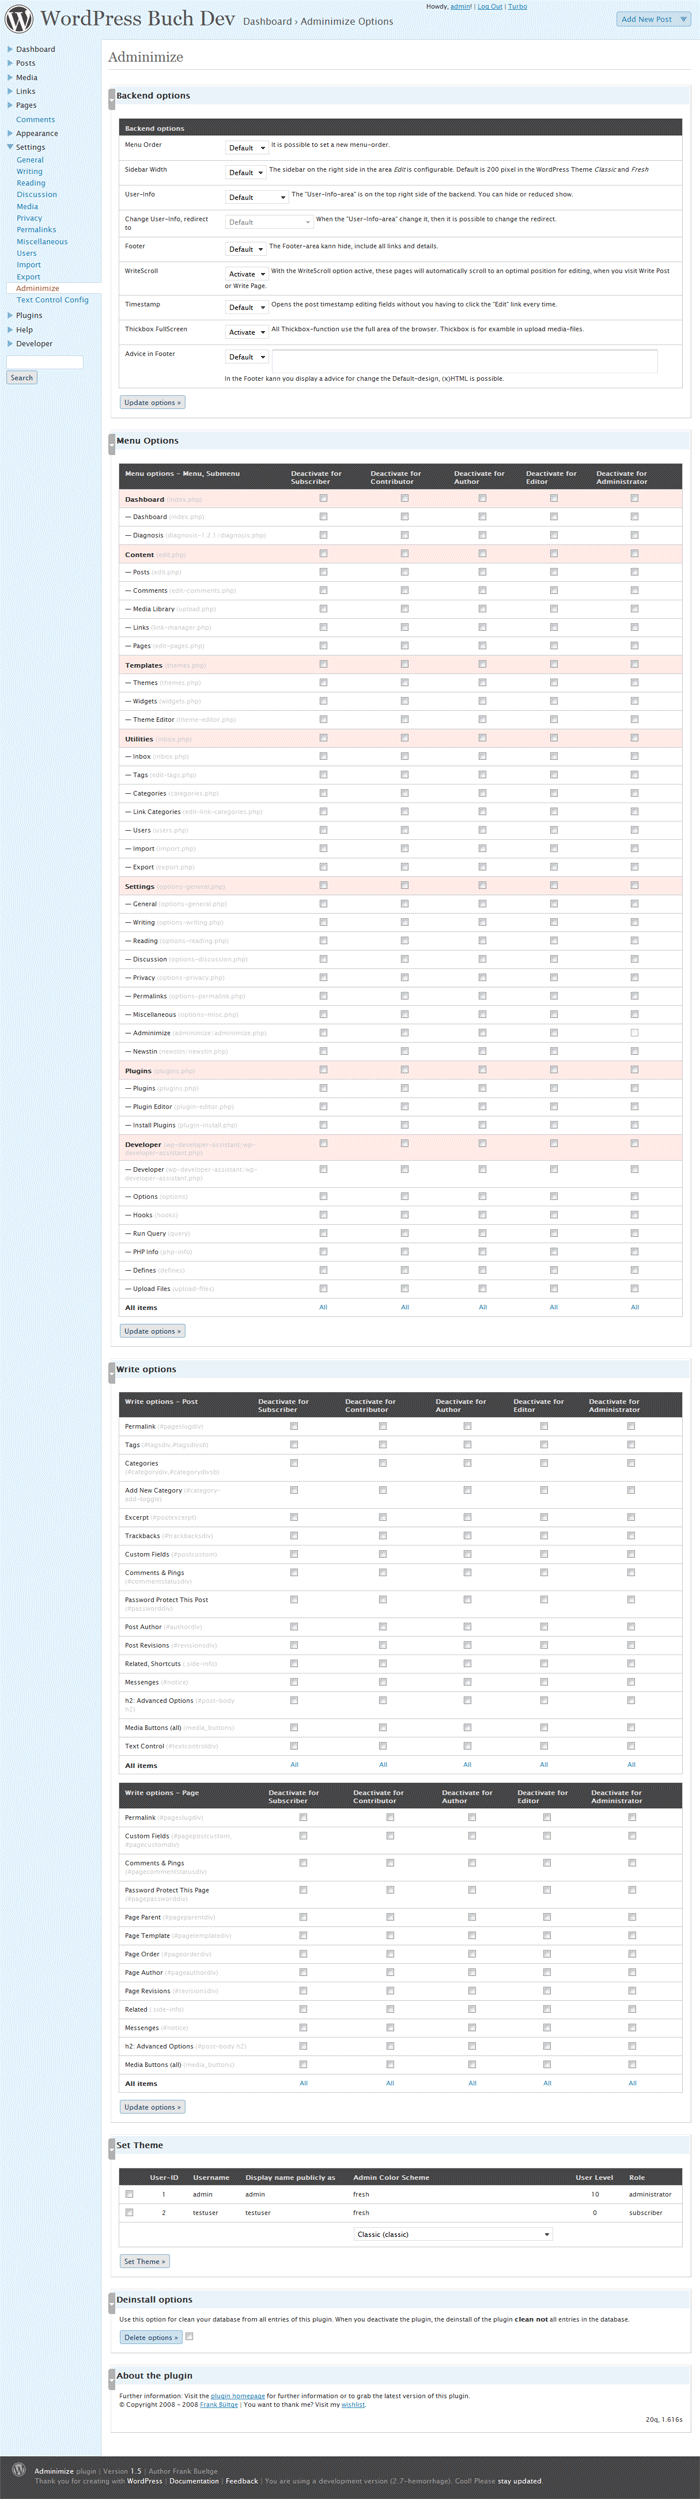 Howdy, admin! | Log Out | Turbo
WordPress Buch Dev Dashboard › Adminimize Options
Add New Post
Dashboard
Posts
Media
Links
Pages
Comments
Appearance
Settings
General
Writing
Reading
Discussion
Media
Privacy
Permalinks
Miscellaneous
Users
Import
Export
Adminimize
Text Control Config
Plugins
Help
Developer
Search
Adminimize
Backend options
Backend options
Menu Order Default It is possible to set a new menu-order.
Sidebar Width Default The sidebar on the right side in the area Edit is configurable. Default is 200 pixel in the WordPress Theme Classic and Fresh
User-Info Default The "User-Info-area" is on the top right side of the backend. You can hide or reduced show.
Change User-Info, redirect Default When the "User-Info-area" change it, then it is possible to change the redirect.
to
Footer Default The Footer-area kann hide, include all links and details.
WriteScroll Activate With the WriteScroll option active, these pages will automatically scroll to an optimal position for editing, when you visit Write Post
or Write Page.
Timestamp Default Opens the post timestamp editing fields without you having to click the "Edit" link every time.
Thickbox FullScreen Activate All Thickbox-function use the full area of the browser. Thickbox is for examble in upload media-files.
Advice in Footer Default
In the Footer kann you display a advice for change the Default-design, (x)HTML is possible.
Update options »
Menu Options
Menu options - Menu, Submenu Deactivate for Deactivate for Deactivate for Deactivate for Deactivate for
Subscriber Contributor Author Editor Administrator
Dashboard (index.php)
— Dashboard (index.php)
— Diagnosis (diagnosis-1.2.1/diagnosis.php)
Content (edit.php)
— Posts (edit.php)
— Comments (edit-comments.php)
— Media Library (upload.php)
— Links (link-manager.php)
— Pages (edit-pages.php)
Templates (themes.php)
— Themes (themes.php)
— Widgets (widgets.php)
— Theme Editor (theme-editor.php)
Utilities (inbox.php)
— Inbox (inbox.php)
— Tags (edit-tags.php)
— Categories (categories.php)
— Link Categories (edit-link-categories.php)
— Users (users.php)
— Import (import.php)
— Export (export.php)
Settings (options-general.php)
— General (options-general.php)
— Writing (options-writing.php)
— Reading (options-reading.php)
— Discussion (options-discussion.php)
— Privacy (options-privacy.php)
— Permalinks (options-permalink.php)
— Miscellaneous (options-misc.php)
— Adminimize (adminimize/adminimize.php)
— Newstin (newstin/newstin.php)
Plugins (plugins.php)
— Plugins (plugins.php)
— Plugin Editor (plugin-editor.php)
— Install Plugins (plugin-install.php)
Developer (wp-developer-assistant/wp-
developer-assistant.php)
— Developer (wp-developer-assistant/wp-
developer-assistant.php)
— Options (options)
— Hooks (hooks)
— Run Query (query)
— PHP Info (php-info)
— Defines (defines)
— Upload Files (upload-files)
All items All All All All All
Update options »
Write options
Write options - Post Deactivate for Deactivate for Deactivate for Deactivate for Deactivate for
Subscriber Contributor Author Editor Administrator
Permalink (#pageslugdiv)
Tags (#tagsdiv,#tagsdivsb)
Categories
(#categorydiv,#categorydivsb)
Add New Category (#category-
add-toggle)
Excerpt (#postexcerpt)
Trackbacks (#trackbacksdiv)
Custom Fields (#postcustom)
Comments & Pings
(#commentstatusdiv)
Password Protect This Post
(#passworddiv)
Post Author (#authordiv)
Post Revisions (#revisionsdiv)
Related, Shortcuts (.side-info)
Messenges (#notice)
h2: Advanced Options (#post-body
h2)
Media Buttons (all) (media_buttons)
Text Control (#textcontroldiv)
All items All All All All All
Write options - Page Deactivate for Deactivate for Deactivate for Deactivate for Deactivate for
Subscriber Contributor Author Editor Administrator
Permalink (#pageslugdiv)
Custom Fields (#pagepostcustom,
#pagecustomdiv)
Comments & Pings
(#pagecommentstatusdiv)
Password Protect This Page
(#pagepassworddiv)
Page Parent (#pageparentdiv)
Page Template (#pagetemplatediv)
Page Order (#pageorderdiv)
Page Author (#pageauthordiv)
Page Revisions (#revisionsdiv)
Related (.side-info)
Messenges (#notice)
h2: Advanced Options (#post-body h2)
Media Buttons (all) (media_buttons)
All items All All All All All
Update options »
Set Theme
User-ID Username Display name publicly as Admin Color Scheme User Level Role
1 admin admin fresh 10 administrator
2 testuser testuser fresh 0 subscriber
Classic (classic)
Set Theme »
Deinstall options
Use this option for clean your database from all entries of this plugin. When you deactivate the plugin, the deinstall of the plugin clean not all entries in the database.
Delete options »
About the plugin
Further information: Visit the plugin homepage for further information or to grab the latest version of this plugin.
© Copyright 2008 - 2008 Frank Bültge | You want to thank me? Visit my wishlist.
20q, 1.616s
Adminimize plugin | Version 1.5 | Author Frank Bueltge
Thank you for creating with WordPress | Documentation | Feedback | You are using a development version (2.7-hemorrhage). Cool! Please stay updated.